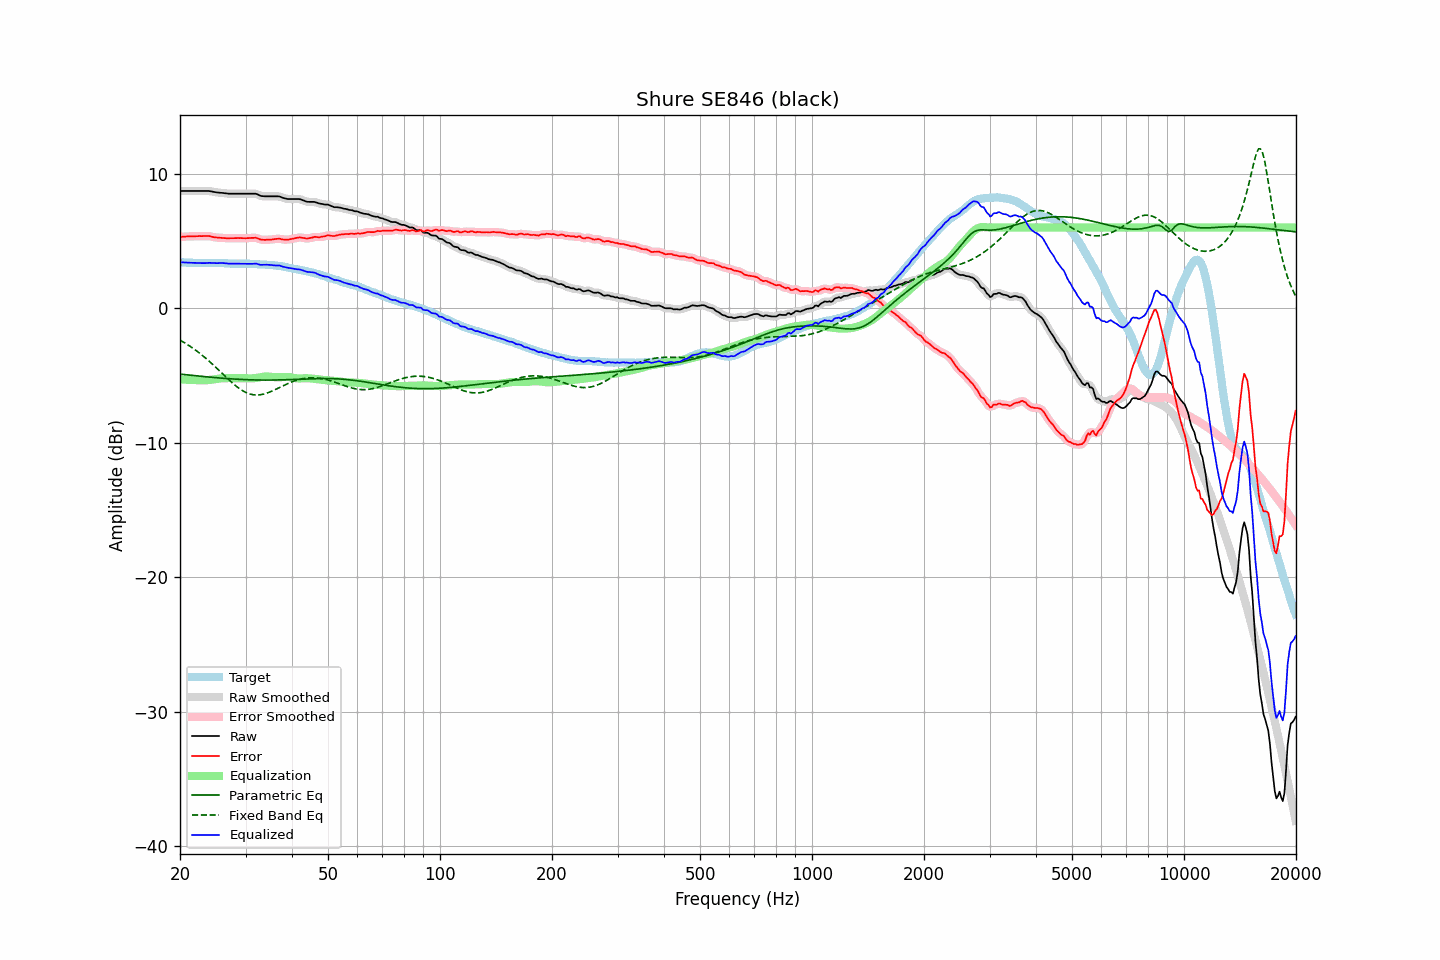 Shure SE846 (black)
Amplitude (dBr)
10
0
−10
−20
−30
−40
Target
Raw Smoothed
Error Smoothed
Raw
Error
Equalization
Parametric Eq
Fixed Band Eq
Equalized
20 50 100 200 500 1000 2000 5000 10000 20000
Frequency (Hz)